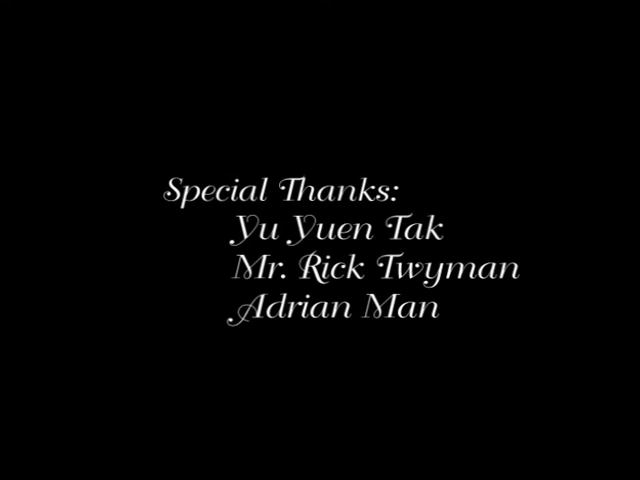 Special Thanks:
Yu Yuen Tak
Mr. Rick Twyman
Adrian Man